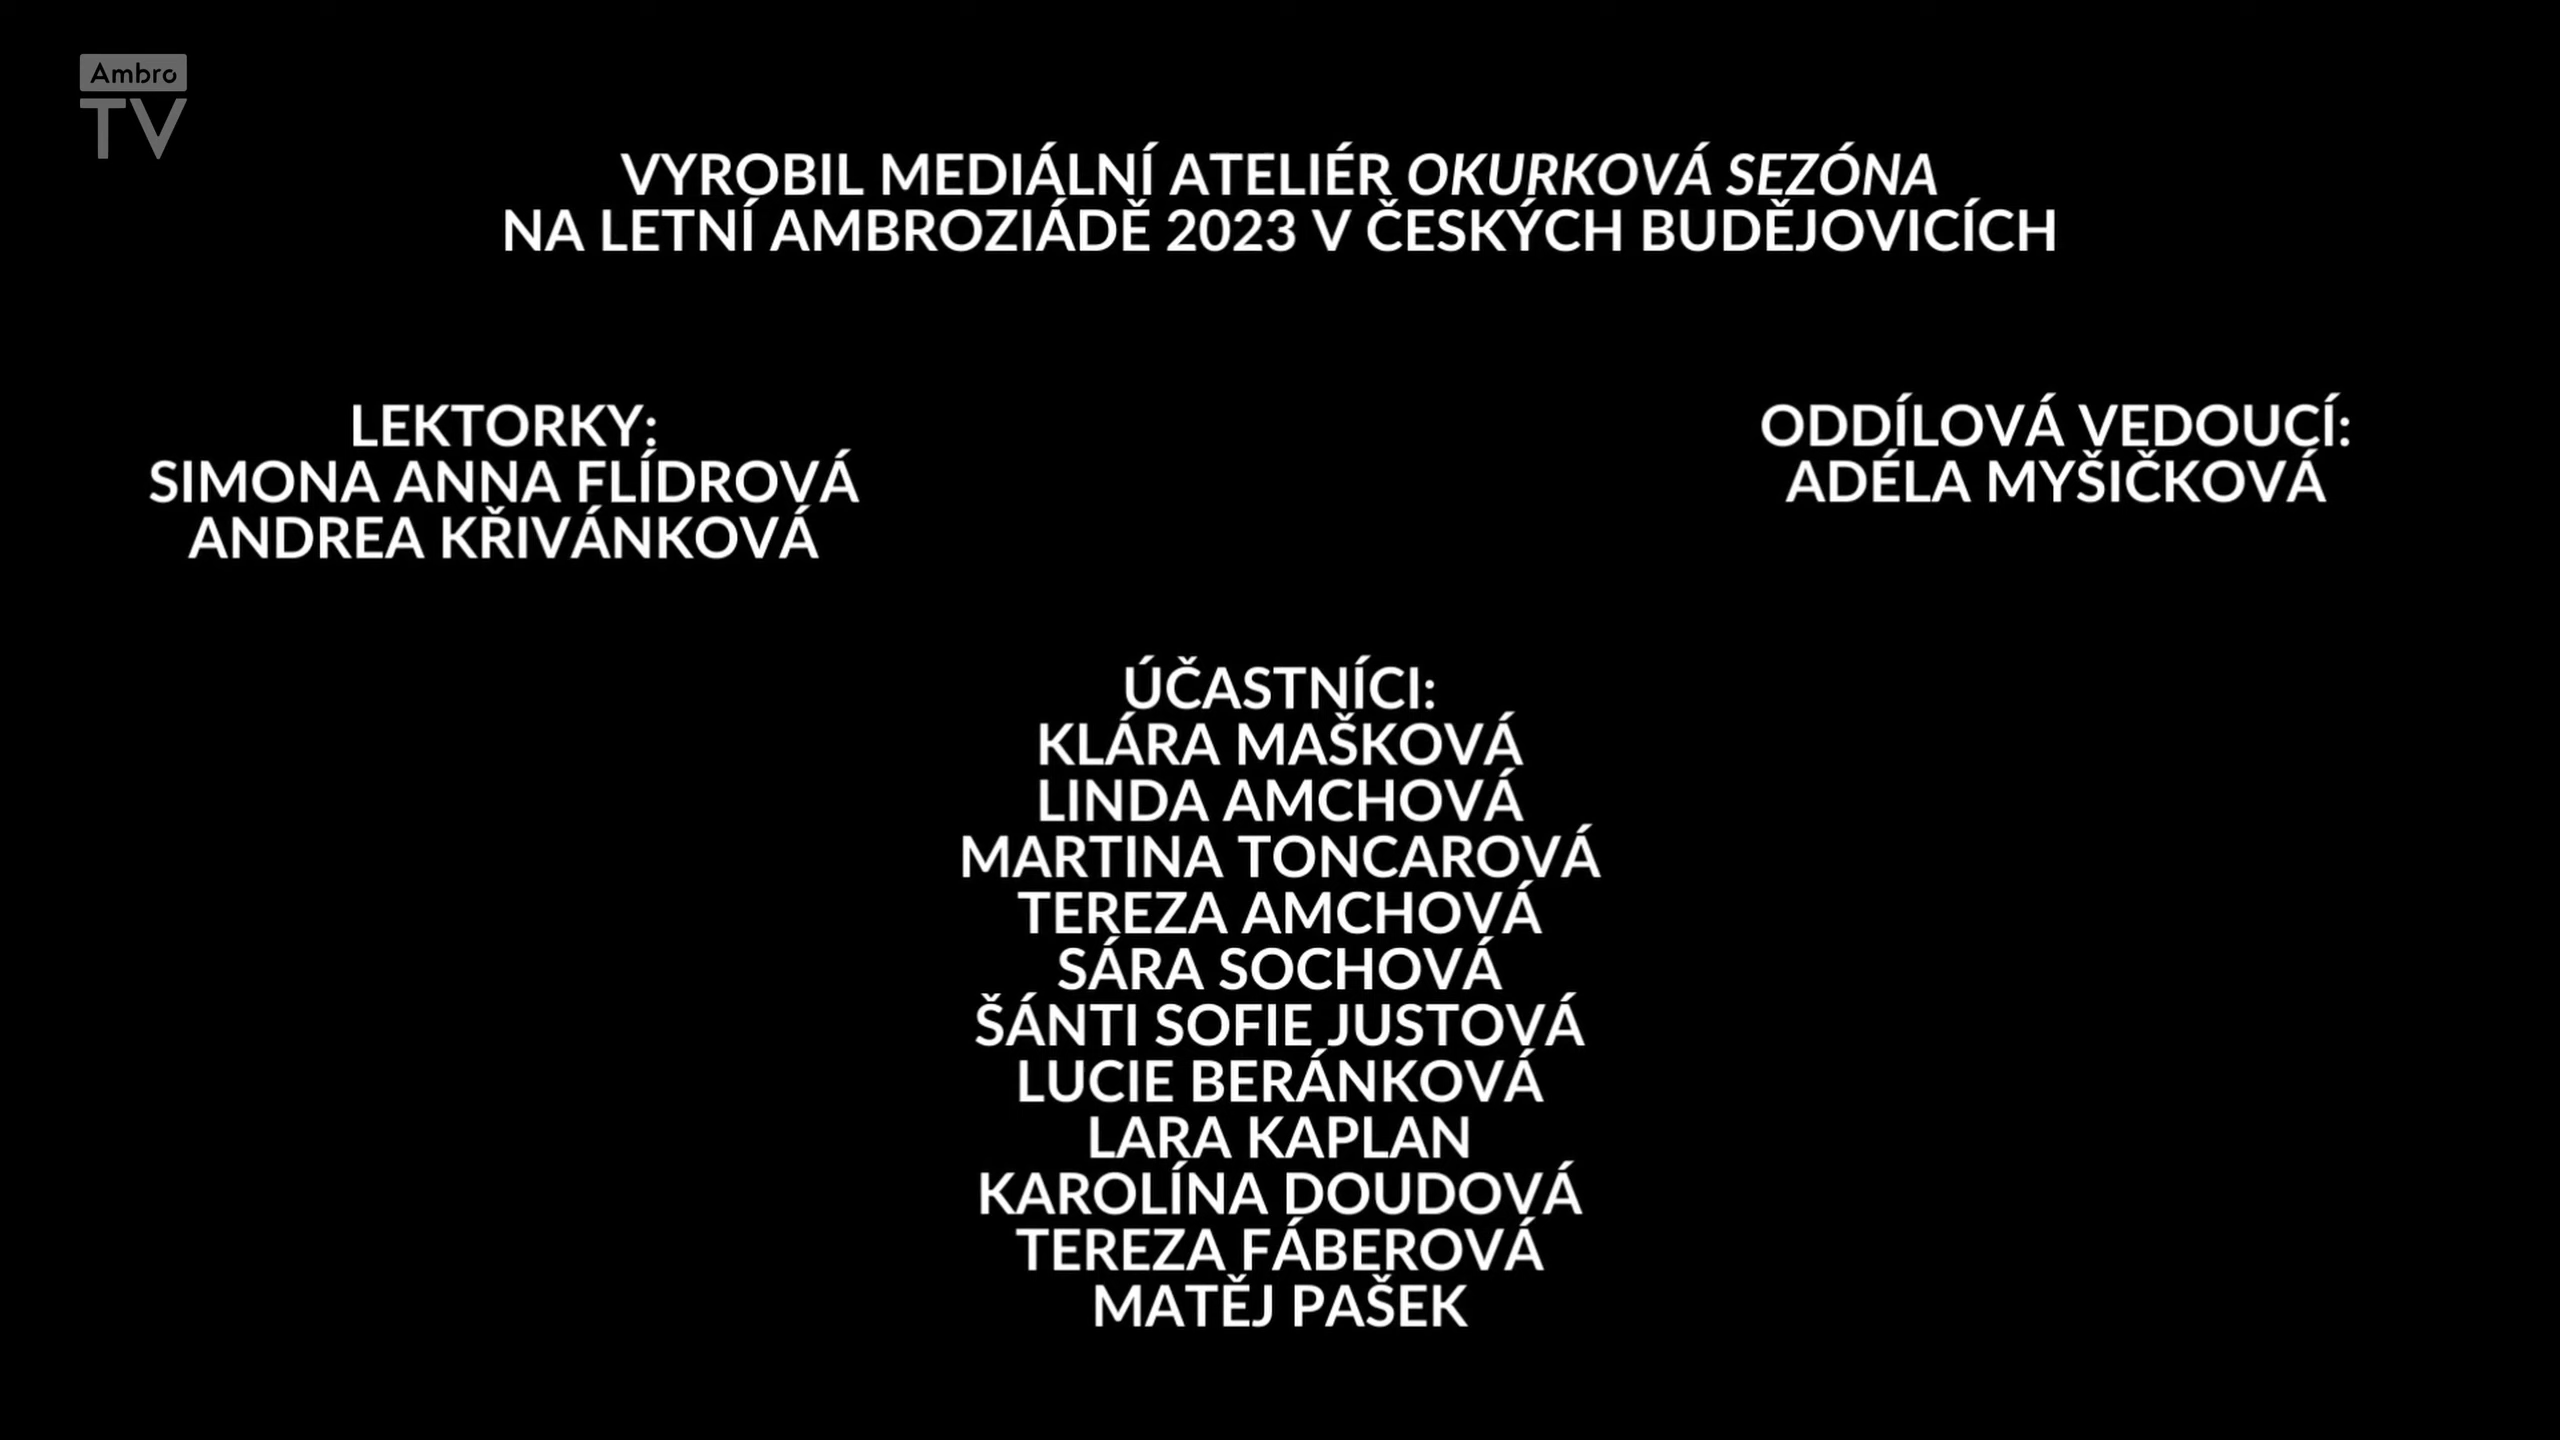 Ambro
TV
VYROBIL MEDIÁLNÍ ATELIÉR OKURKOVÁ SEZÓNA
NA LETNÍ AMBROZIÁDĚ 2023 V ČESKÝCH BUDĚJOVICÍCH
LEKTORKY:
SIMONA ANNA FLÍDROVÁ
ANDREA KŘIVÁNKOVÁ
ODDÍLOVÁ VEDOUCÍ:
ADÉLA MYŠIČKOVÁ
ÚČASTNÍCI:
KLÁRA MAŠKOVÁ
LINDA AMCHOVÁ
MARTINA TONCAROVÁ
TEREZA AMCHOVÁ
SÁRA SOCHOVÁ
ŠÁNTI SOFIE JUSTOVÁ
LUCIE BERÁNKOVÁ
LARA KAPLAN
KAROLÍNA DOUDOVÁ
TEREZA FÁBEROVÁ
MATĚJ PAŠEK